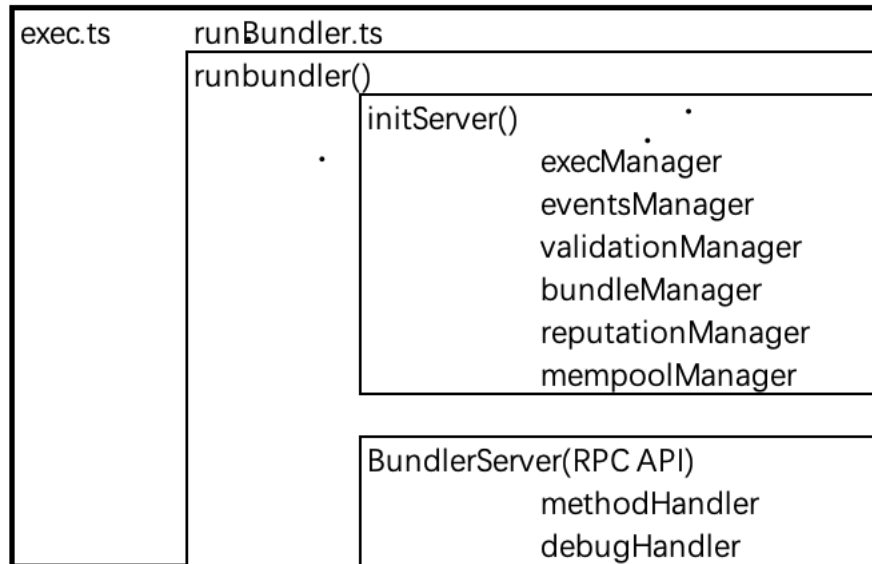 exec.ts runBundler.ts
runbundler()
initServer()
execManager
eventsManager
validationManager
bundleManager
reputationManager
mempoolManager
BundlerServer(RPC API)
methodHandler
debugHandler